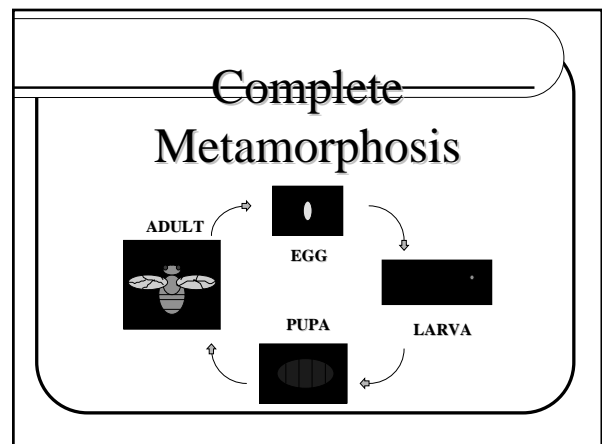 Complete
Metamorphosis
ADULT
EGG
PUPA
LARVA